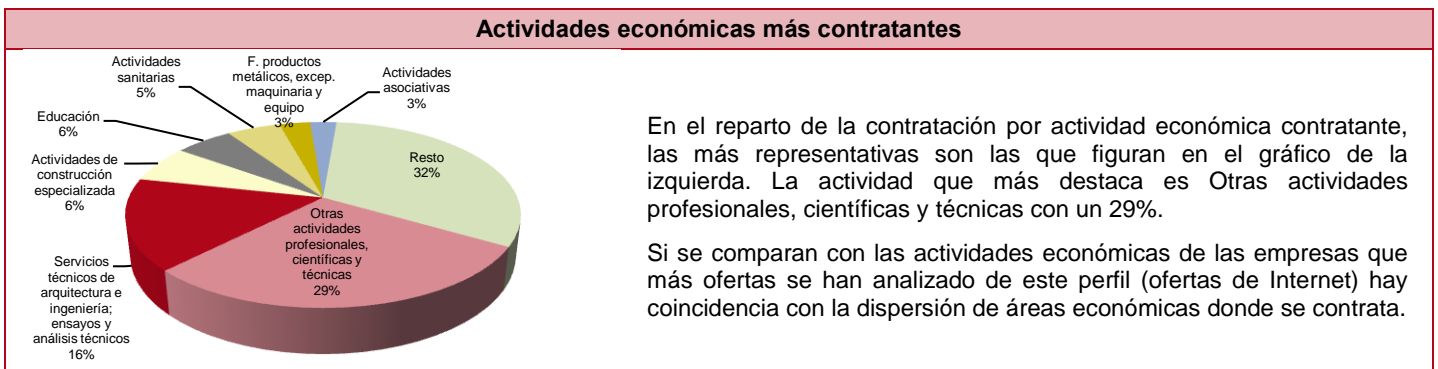 Actividades económicas más contratantes
Actividades
sanitarias
5%
F. productos
metálicos, excep.
maquinaria y
equipo
3%
Actividades
asociativas
3%
Educación
6%
Actividades de
construcción
especializada
6%
Resto
32%
Otras
actividades
profesionales,
científicas y
técnicas
29%
Servicios
técnicos de
arquitectura e
ingeniería;
ensayos y
análisis técnicos
16%
En el reparto de la contratación por actividad económica contratante,
las más representativas son las que figuran en el gráfico de la
izquierda. La actividad que más destaca es Otras actividades
profesionales, científicas y técnicas con un 29%.
Si se comparan con las actividades económicas de las empresas que
más ofertas se han analizado de este perfil (ofertas de Internet) hay
coincidencia con la dispersión de áreas económicas donde se contrata.